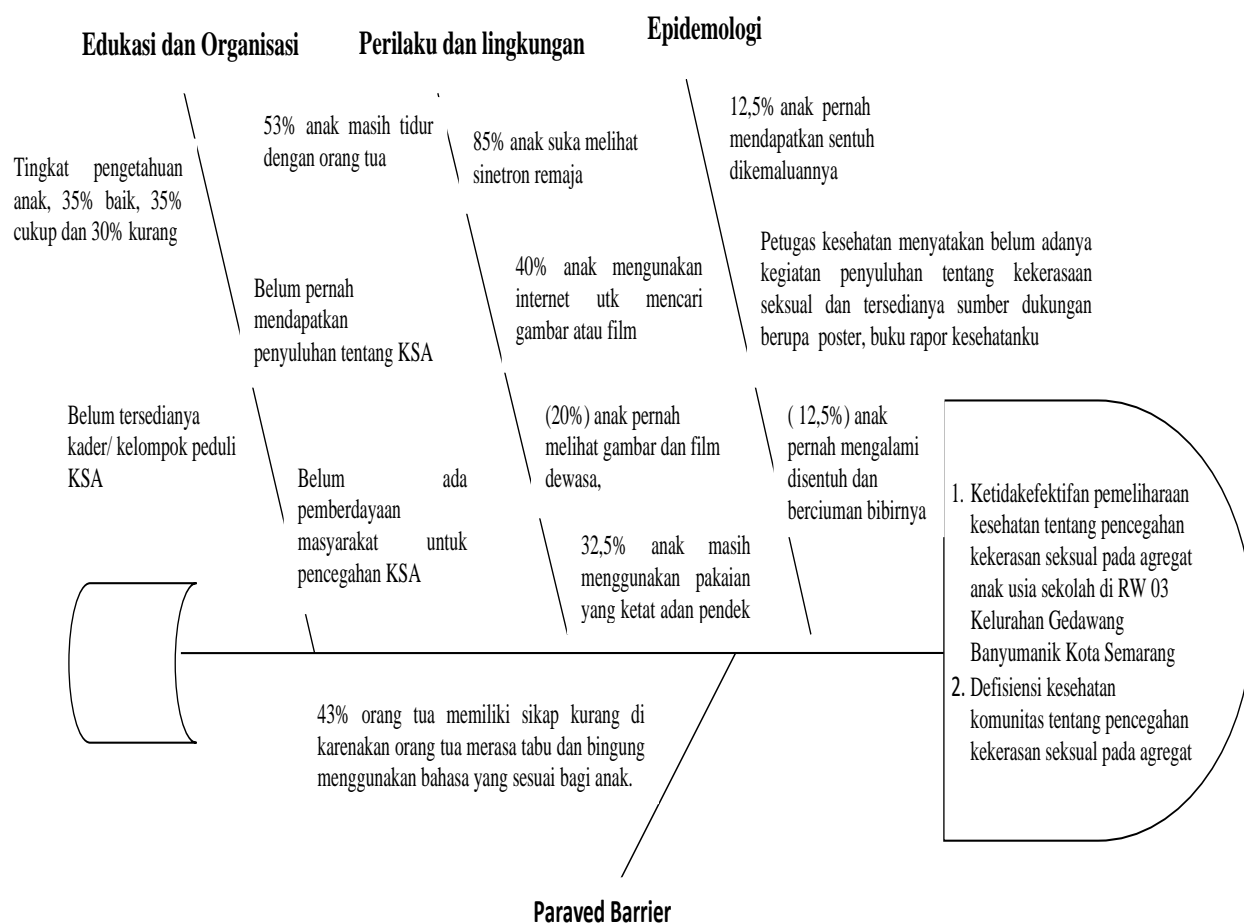 Edukasi dan Organisasi
Perilaku dan lingkungan
Epidemologi
Tingkat pengetahuan
anak, 35% baik, 35%
cukup dan 30% kurang
Belum tersedianya
kader/ kelompok peduli
KSA
53% anak masih tidur
dengan orang tua
Belum pernah
mendapatkan
penyuluhan tentang KSA
Belum ada
pemberdayaan
masyarakat untuk
pencegahan KSA
85% anak suka melihat
sinetron remaja
40% anak mengunakan
internet utk mencari
gambar atau film
(20%) anak pernah
melihat gambar dan film
dewasa,
32,5% anak masih
menggunakan pakaian
yang ketat adan pendek
12,5% anak pernah
mendapatkan sentuh
dikemaluannya
Petugas kesehatan menyatakan belum adanya
kegiatan penyuluhan tentang kekerasaan
seksual dan tersedianya sumber dukungan
berupa poster, buku rapor kesehatanku
( 12,5%) anak
pernah mengalami
disentuh dan
berciuman bibirnya
1. Ketidakefektifan pemeliharaan
kesehatan tentang pencegahan
kekerasan seksual pada agregat
anak usia sekolah di RW 03
Kelurahan Gedawang
Banyumanik Kota Semarang
2. Defisiensi kesehatan
komunitas tentang pencegahan
kekerasan seksual pada agregat
43% orang tua memiliki sikap kurang di
karenakan orang tua merasa tabu dan bingung
menggunakan bahasa yang sesuai bagi anak.
Paraved Barrier